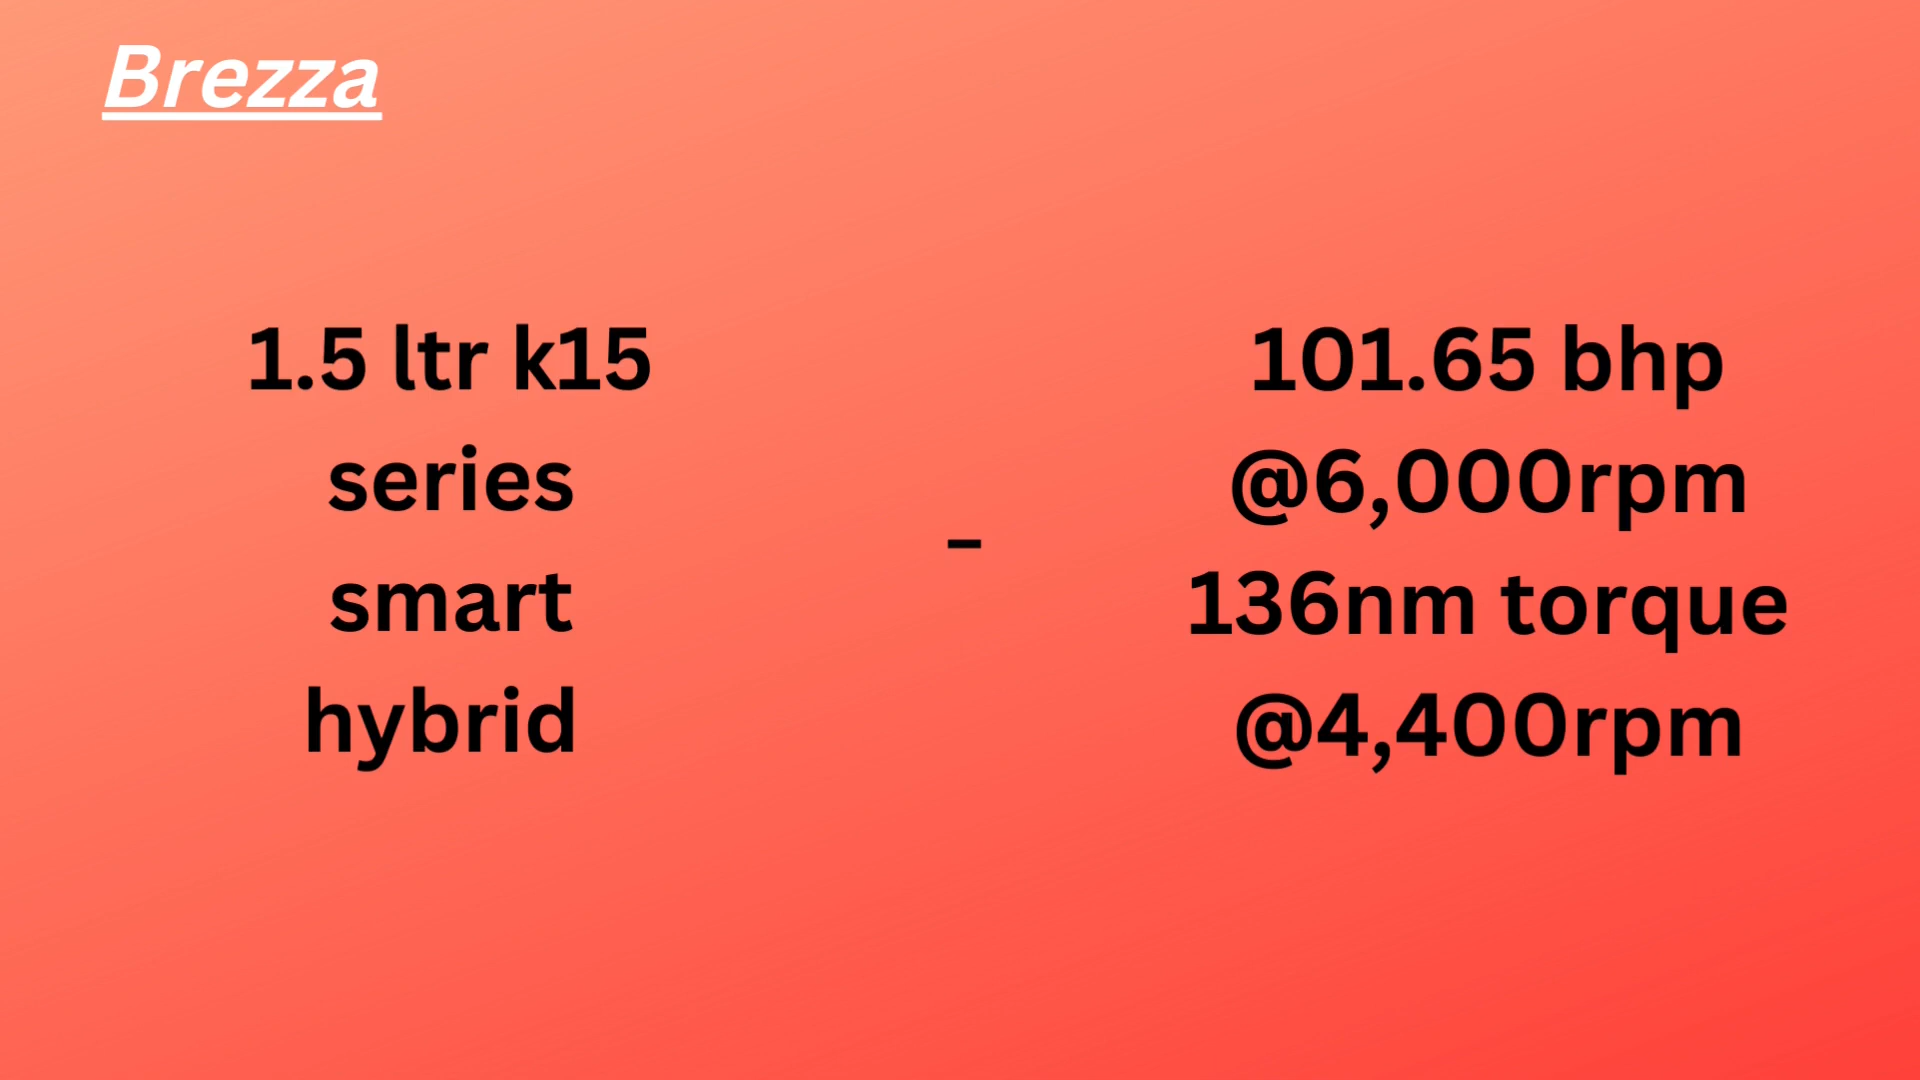 Brezza
1.5 ltr k15
series
smart
hybrid
-
101.65 bhp
@6,000rpm
136nm torque
@4,400rpm